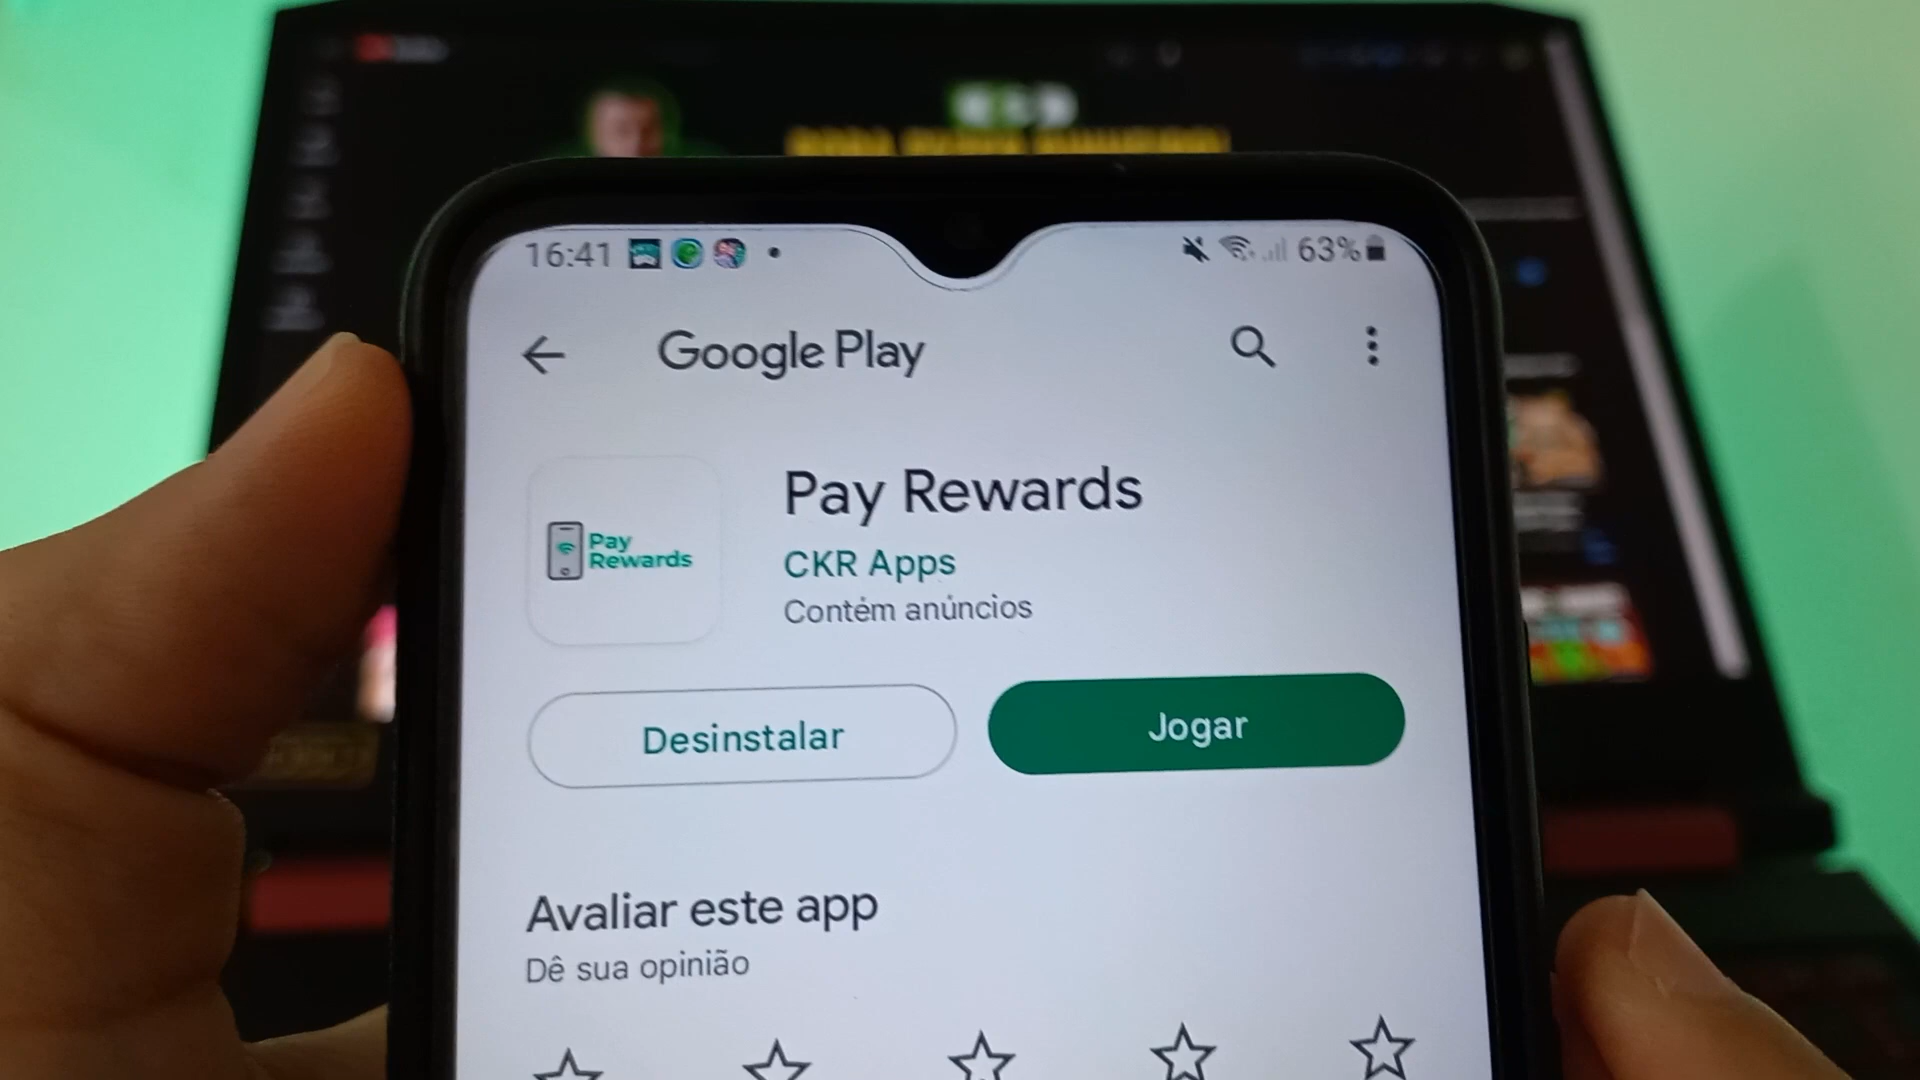 16:41
63%
Google Play
Pay Rewards
Pay
Rewards
CKR Apps
Contém anúncios
Desinstalar
Jogar
Avaliar este app
Dê sua opinião